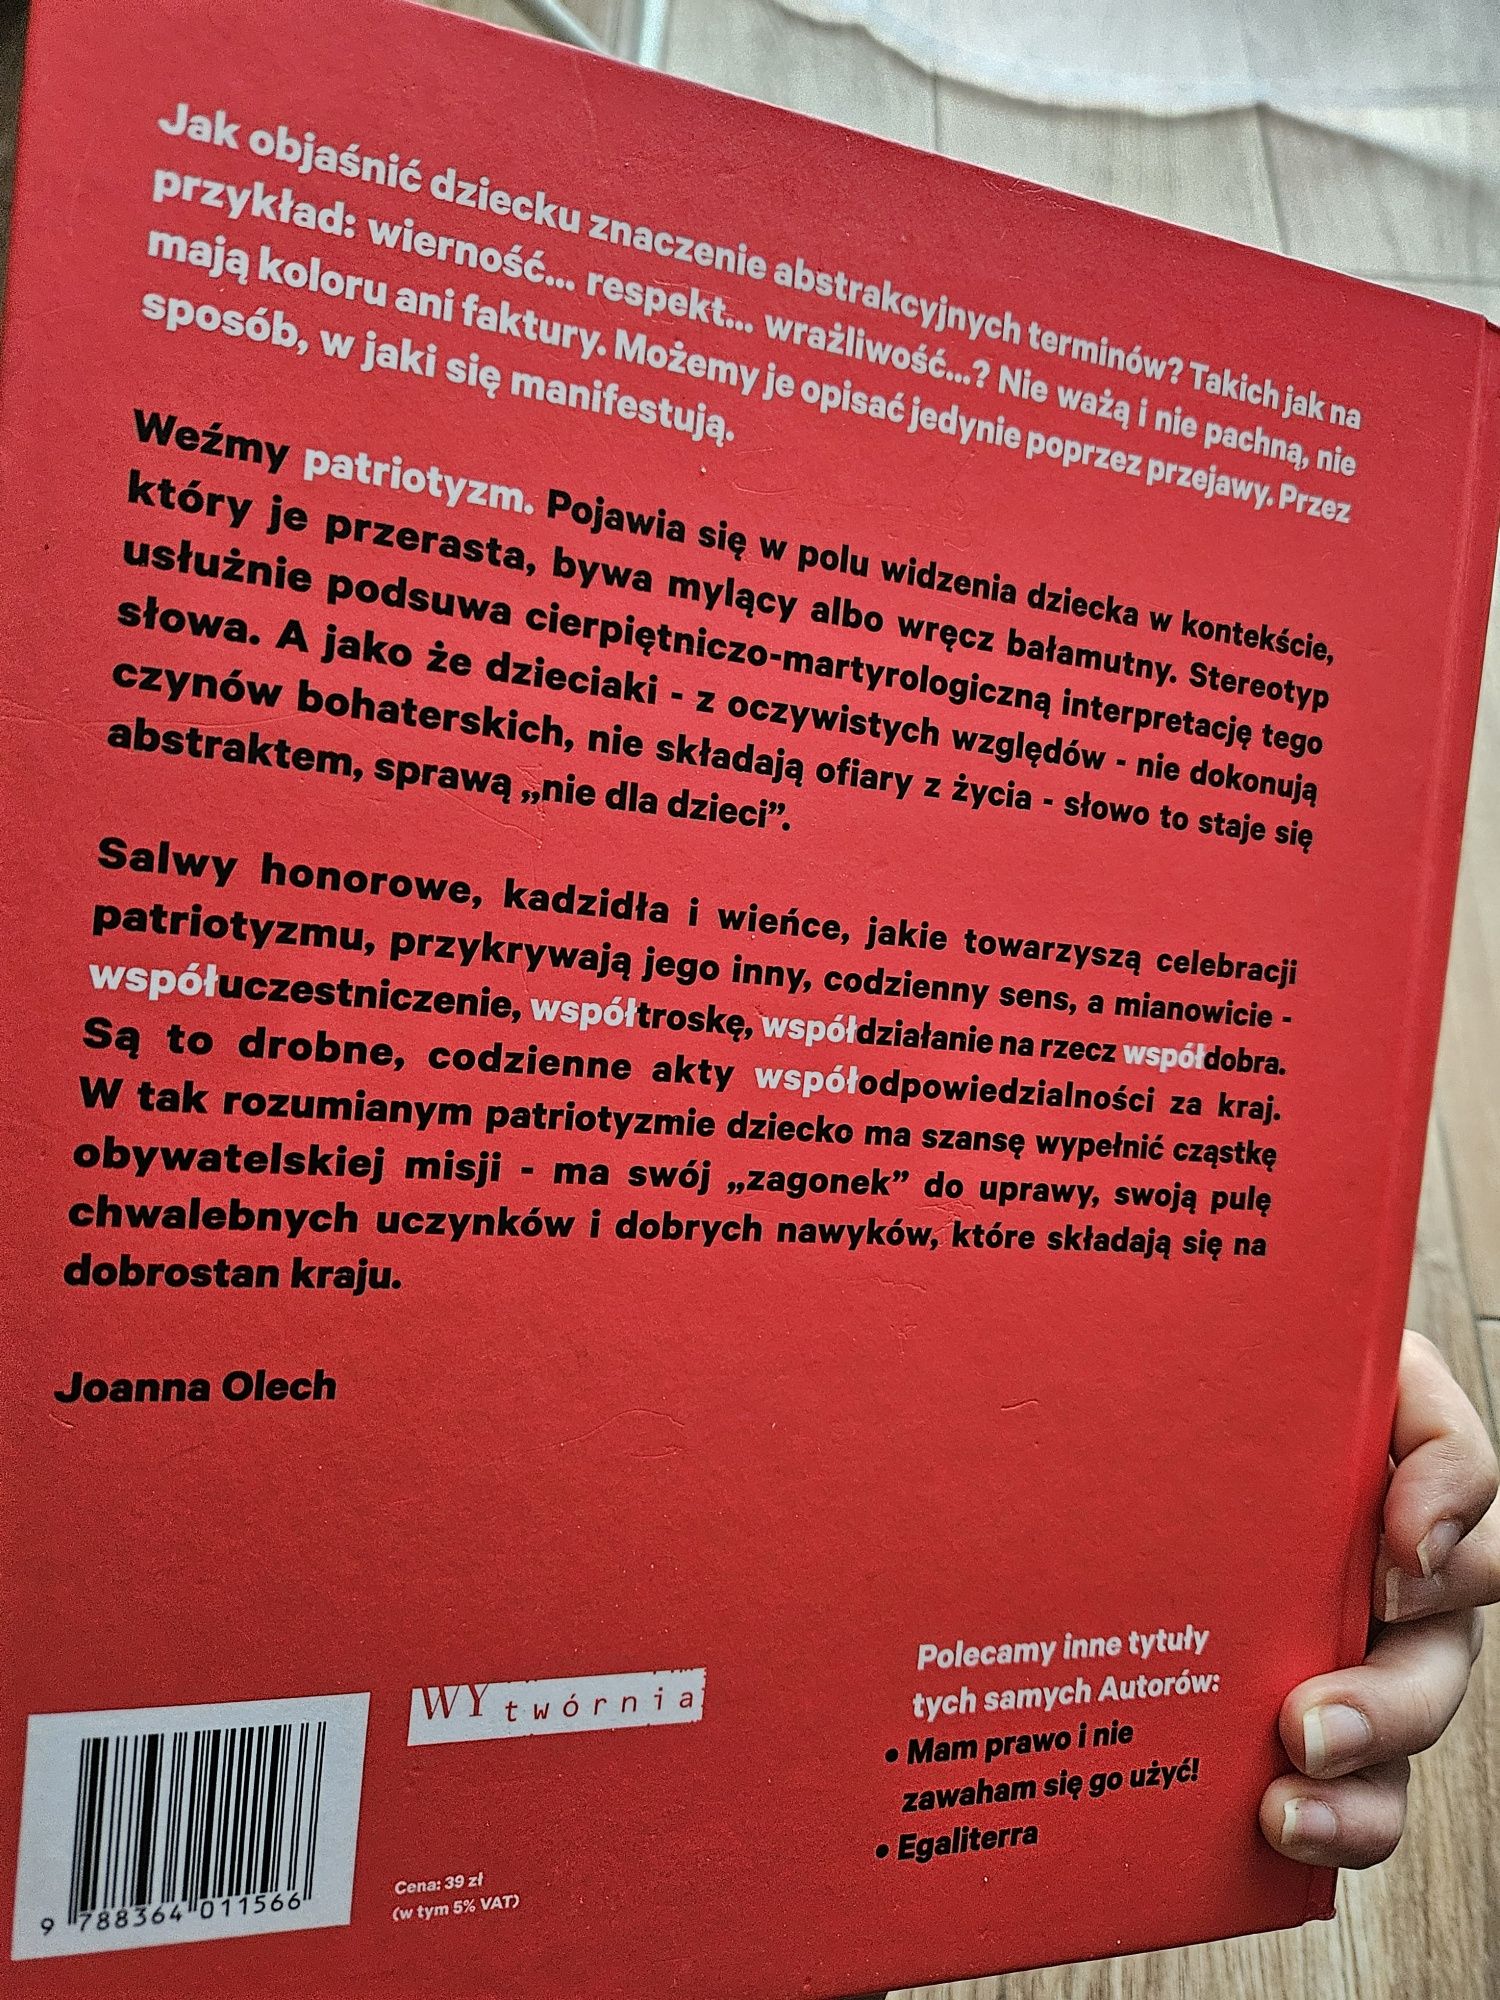 Jak objaśnić dziecku znaczenie abstrakcyjnych terminów? Takich jak na
przykład: wierność... respekt... wrażliwość...? Nie ważą i nie pachną, nie
mają koloru ani faktury. Możemy je opisać jedynie poprzez przejawy. Przez
sposób, w jaki się manifestują.
Weźmy patriotyzm. Pojawia się w polu widzenia dziecka w kontekście,
który je przerasta, bywa mylący albo wręcz bałamutny. Stereotyp
usłużnie podsuwa cierpiętniczo-martyrologiczną interpretację tego
słowa. A jako że dzieciaki - z oczywistych względów - nie dokonują
czynów bohaterskich, nie składają ofiary z życia - słowo to staje się
abstraktem, sprawą „nie dla dzieci”.
Salwy honorowe, kadzidła i wieńce, jakie towarzyszą celebracji
patriotyzmu, przykrywają jego inny, codzienny sens, a mianowicie -
współuczestniczenie, współtroskę, współdziałanie na rzecz współdobra.
Są to drobne, codzienne akty współodpowiedzialności za kraj.
W tak rozumianym patriotyzmie dziecko ma szansę wypełnić cząstkę
obywatelskiej misji - ma swój „zagonek” do uprawy, swoją pulę
chwalebnych uczynków i dobrych nawyków, które składają się na
dobrostan kraju.
Joanna Olech
WYtwórnia
Polecamy inne tytuły
tych samych Autorów:
• Mam prawo i nie
zawaham się go użyć!
• Egaliterra
Cena: 39 zł
(w tym 5% VAT)
9 788364 011566